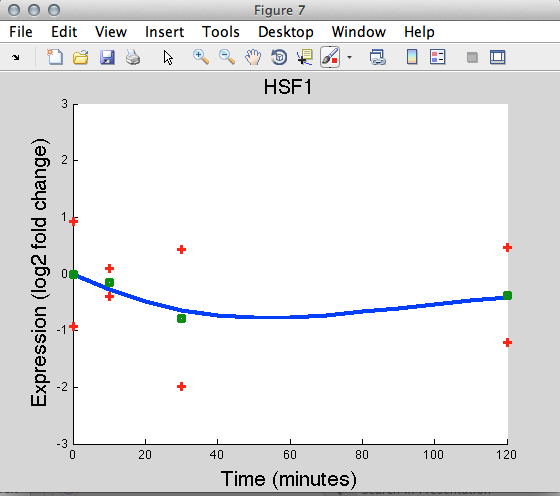 Figure 7
File Edit View Insert Tools Desktop Window Help
HSF1
3
2
1
0
-1
-2
-3
Expression (log2 fold change)
0 20 40 60 80 100 120
Time (minutes)